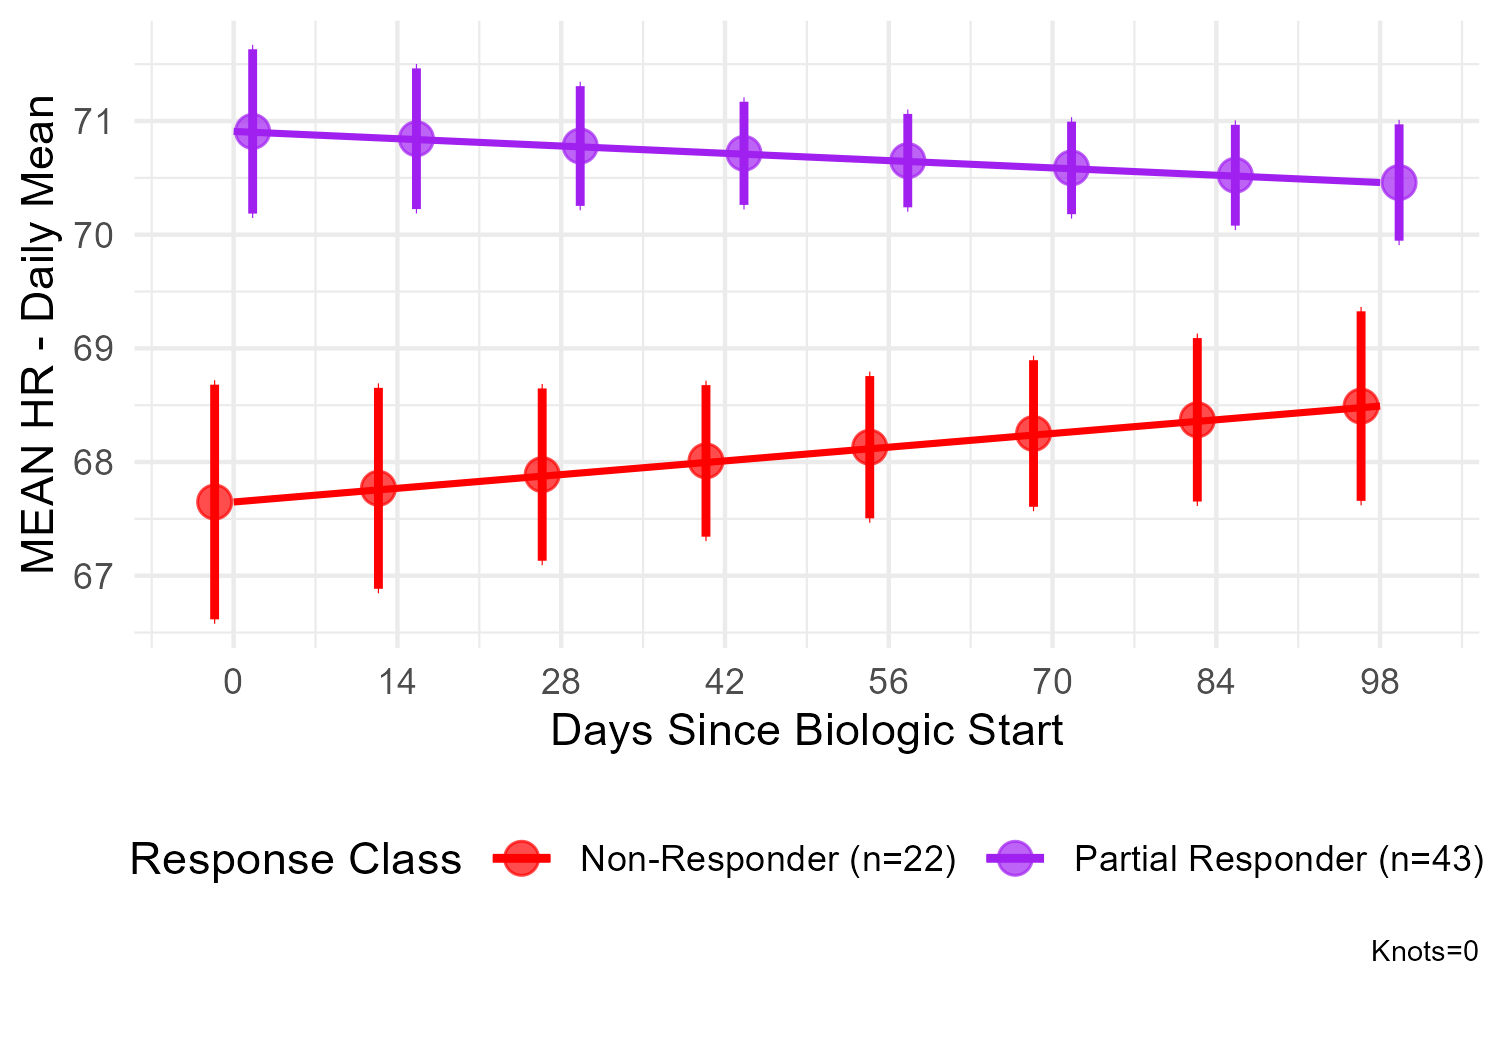 MEAN HR - Daily Mean
71
70
69
68
67
0 14 28 42 56 70 84 98
Days Since Biologic Start
Response Class Non-Responder (n=22) Partial Responder (n=43)
Knots=0